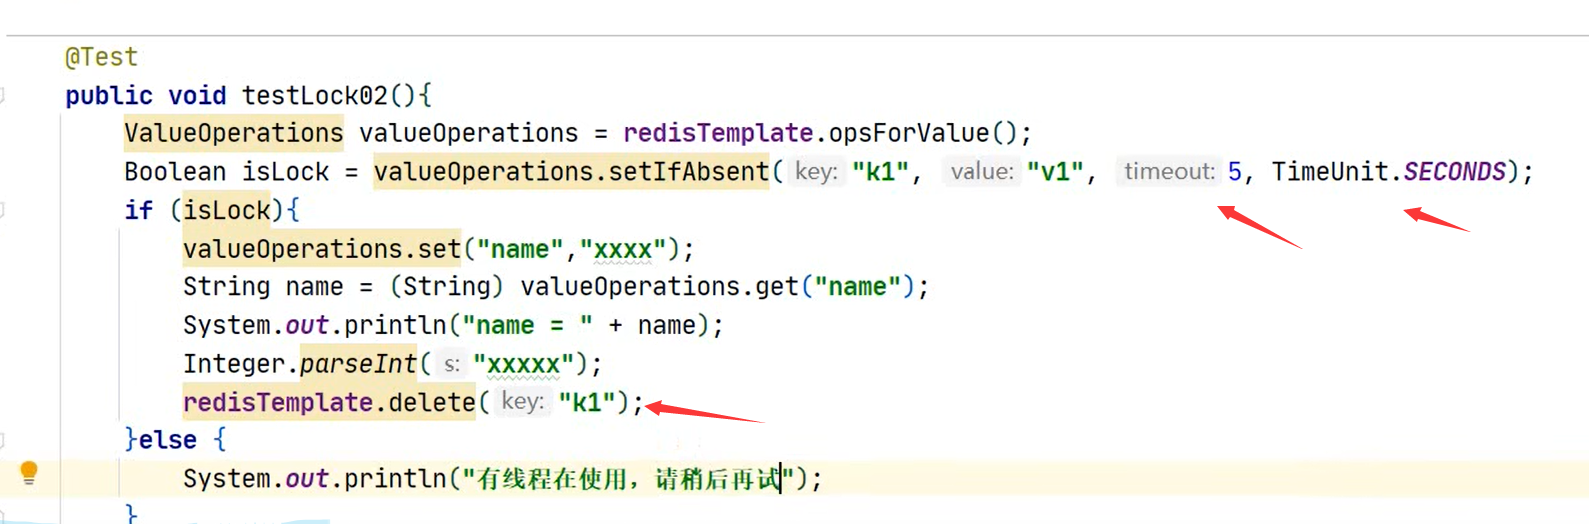 @Test
public void testLock02(){
ValueOperations valueOperations = redisTemplate.opsForValue();
Boolean isLock = valueOperations.setIfAbsent( key: "k1", value: "v1", timeout: 5, TimeUnit.SECONDS);
if (isLock){
valueOperations.set("name","xxxx");
String name = (String) valueOperations.get("name");
System.out.println("name = " + name);
Integer.parseInt( s: "xxxxx");
redisTemplate.delete( key: "k1");
}else {
System.out.println("有线程在使用，请稍后再试");
}